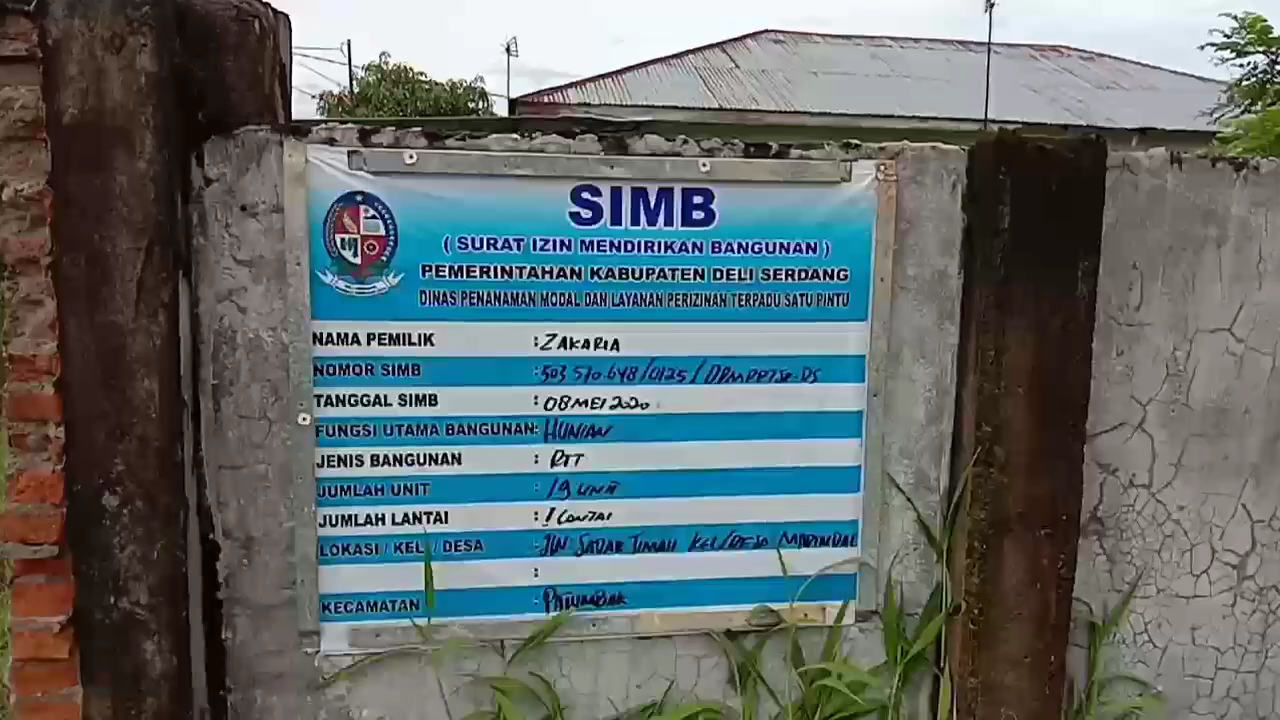 SIMB
( SURAT IZIN MENDIRIKAN BANGUNAN )
PEMERINTAHAN KABUPATEN DELI SERDANG
DINAS PENANAMAN MODAL DAN LAYANAN PERIZINAN TERPADU SATU PINTU
NAMA PEMILIK : ZAKARIA
NOMOR SIMB : 503 570.648/0125/DPMPPTSP-DS
TANGGAL SIMB : 08 MEI 2020
FUNGSI UTAMA BANGUNAN: HUNIAN
JENIS BANGUNAN : RTT
JUMLAH UNIT : 19 UNIT
JUMLAH LANTAI : 1 LANTAI
LOKASI / KEL / DESA : JLN. SADAR TIMAH KEL/DESA MARINDAL
:
KECAMATAN : PATUMBAK